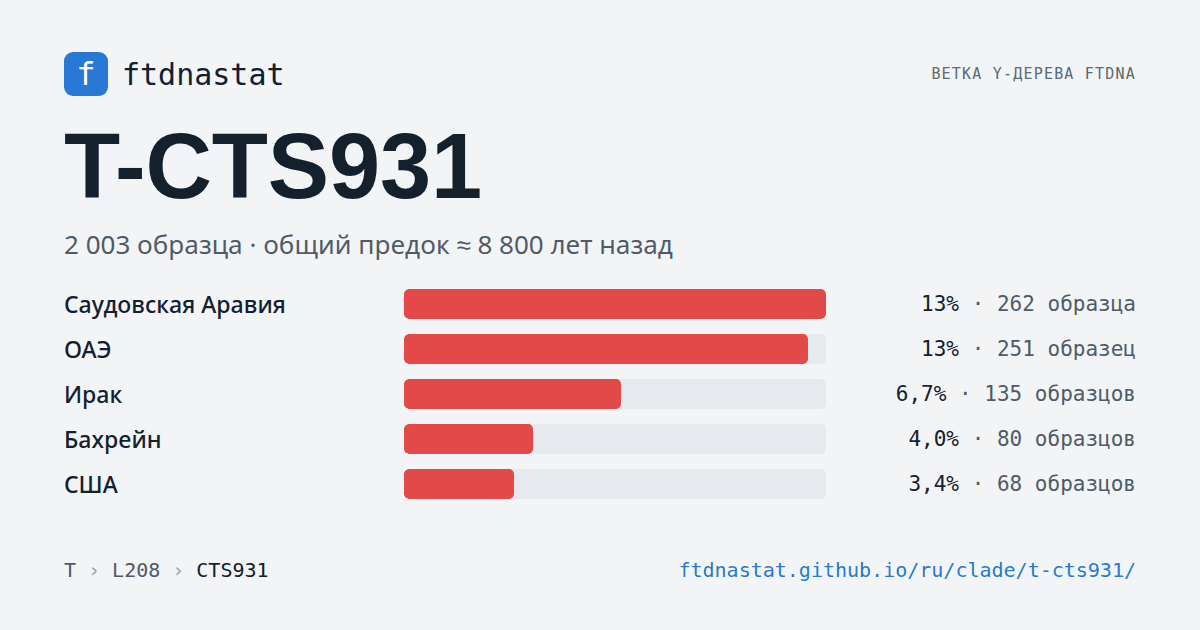 f ftdnastat
ВЕТКА Y-ДЕРЕВА FTDNA
T-CTS931
2 003 образца · общий предок ≈ 8 800 лет назад
Саудовская Аравия 13% · 262 образца
ОАЭ 13% · 251 образец
Ирак 6,7% · 135 образцов
Бахрейн 4,0% · 80 образцов
США 3,4% · 68 образцов
T › L208 › CTS931
ftdnastat.github.io/ru/clade/t-cts931/